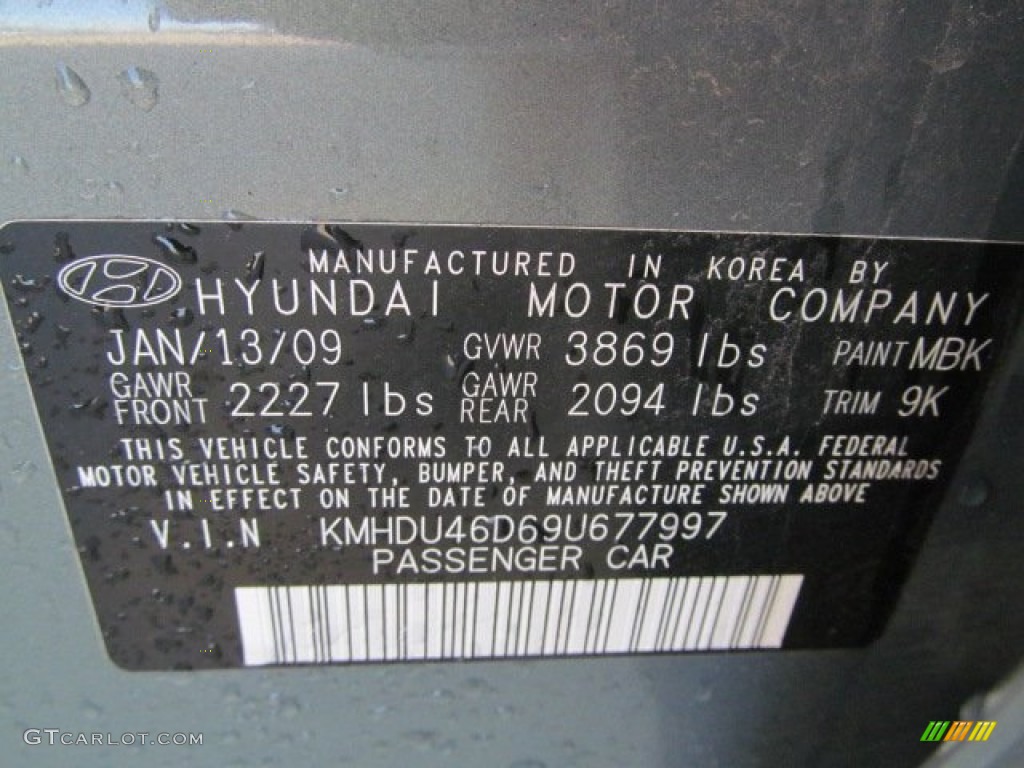 MANUFACTURED IN KOREA BY
HYUNDAI MOTOR COMPANY
JAN/13/09 GVWR 3869 lbs PAINT MBK
GAWR FRONT 2227 lbs GAWR REAR 2094 lbs TRIM 9K
THIS VEHICLE CONFORMS TO ALL APPLICABLE U.S.A. FEDERAL
MOTOR VEHICLE SAFETY, BUMPER, AND THEFT PREVENTION STANDARDS
IN EFFECT ON THE DATE OF MANUFACTURE SHOWN ABOVE
V.I.N KMHDU46D69U677997
PASSENGER CAR
GTCARLOT.COM